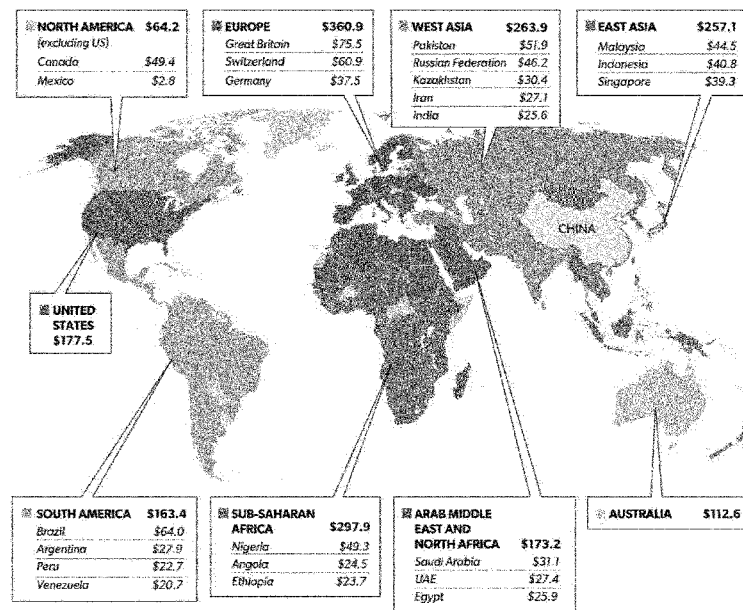 NORTH AMERICA $64.2
(excluding US)
Canada $49.4
Mexico $2.8
EUROPE $360.9
Great Britain $75.5
Switzerland $60.9
Germany $37.5
WEST ASIA $263.9
Pakistan $51.9
Russian Federation $46.2
Kazakhstan $30.4
Iran $27.1
India $25.6
EAST ASIA $257.1
Malaysia $44.5
Indonesia $40.8
Singapore $39.3
CHINA
UNITED
STATES
$177.5
SOUTH AMERICA $163.4
Brazil $64.0
Argentina $27.9
Peru $22.7
Venezuela $20.7
SUB-SAHARAN
AFRICA $297.9
Nigeria $49.3
Angola $24.5
Ethiopia $23.7
ARAB MIDDLE
EAST AND
NORTH AFRICA $173.2
Saudi Arabia $31.1
UAE $27.4
Egypt $25.9
AUSTRALIA $112.6